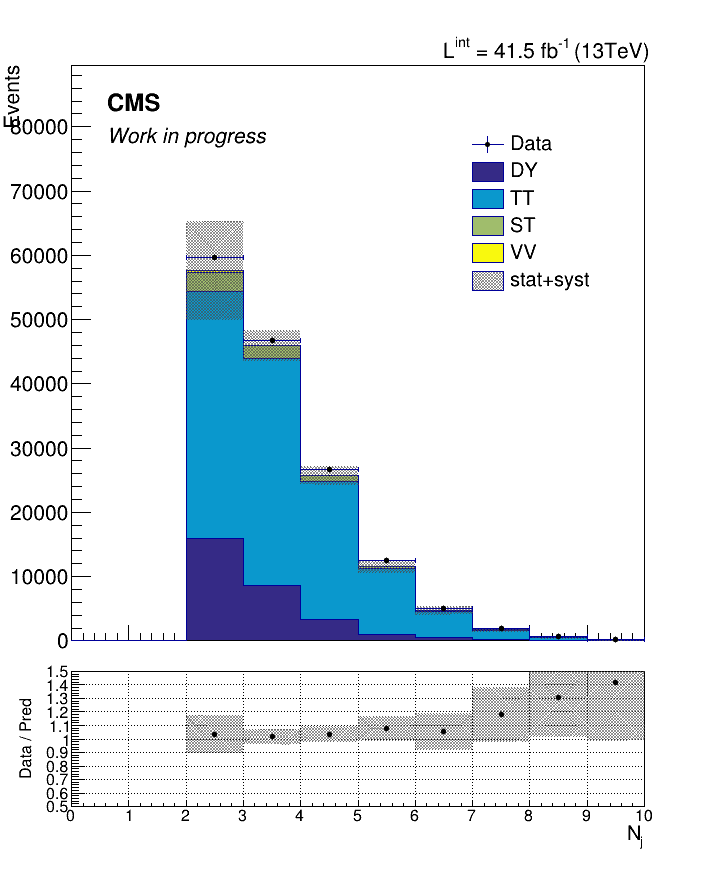 L^int = 41.5 fb^-1 (13TeV)
Events
CMS
Work in progress
Data
DY
TT
ST
VV
stat+syst
80000
70000
60000
50000
40000
30000
20000
10000
0
Data / Pred
1.5
1.4
1.3
1.2
1.1
1
0.9
0.8
0.7
0.6
0.5
0 1 2 3 4 5 6 7 8 9 10
N_j